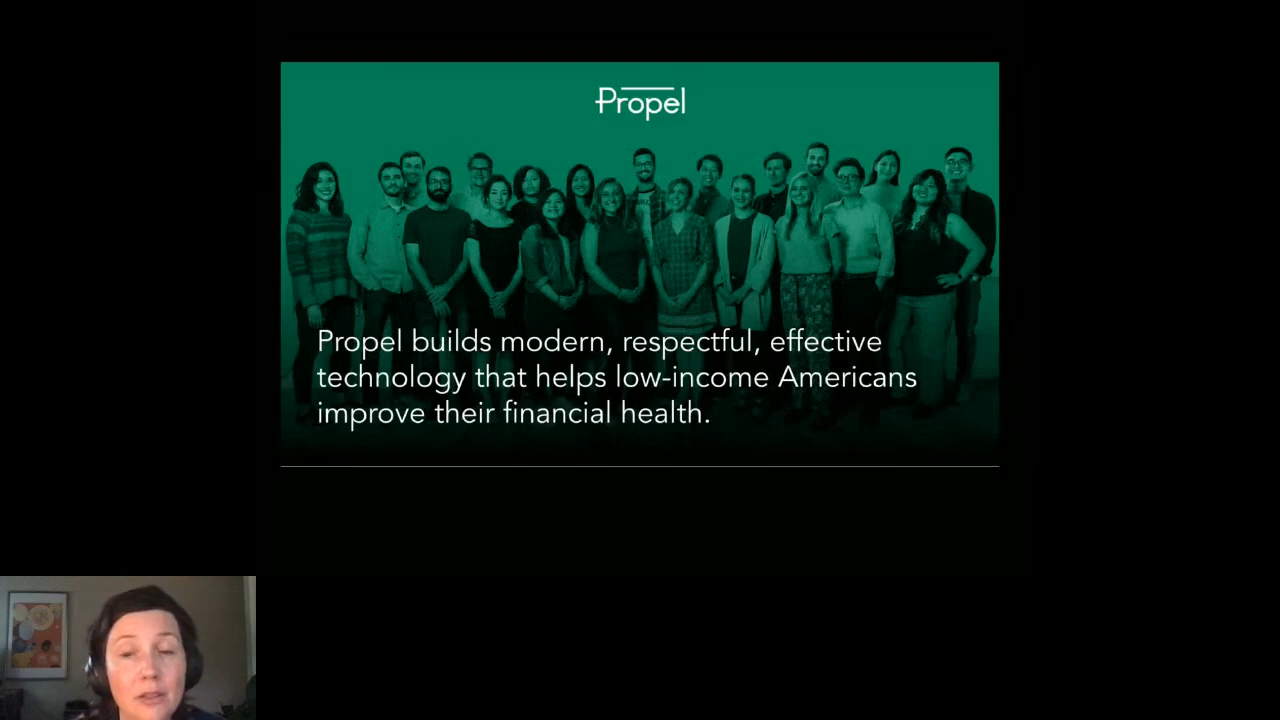 Propel
Propel builds modern, respectful, effective
technology that helps low-income Americans
improve their financial health.